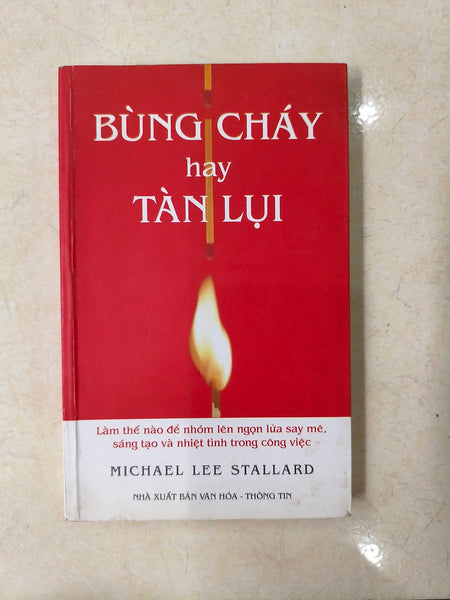 BÙNG CHÁY
hay
TÀN LỤI
Làm thế nào để nhóm lên ngọn lửa say mê,
sáng tạo và nhiệt tình trong công việc
MICHAEL LEE STALLARD
NHÀ XUẤT BẢN VĂN HÓA - THÔNG TIN